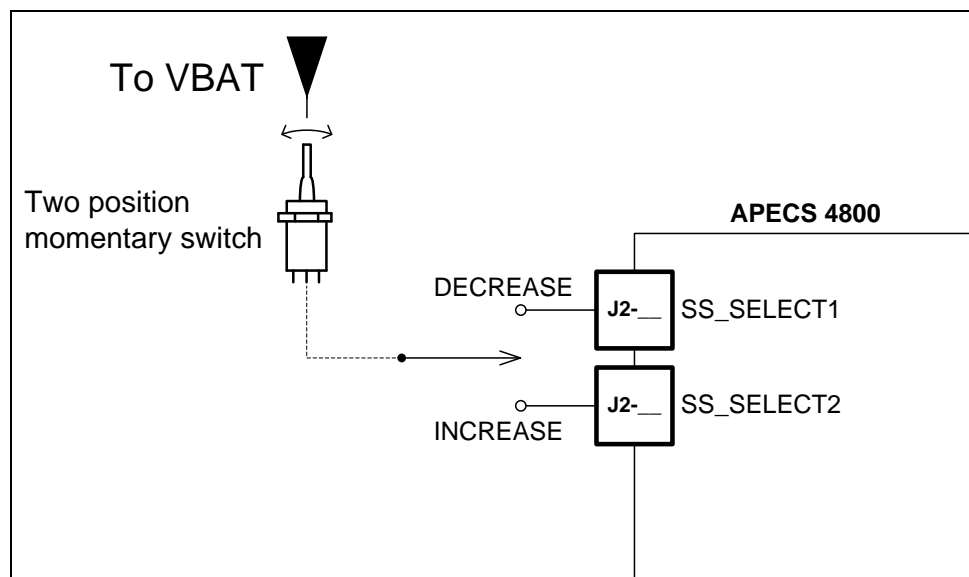 To VBAT
Two position
momentary switch
APECS 4800
DECREASE
J2-__ SS_SELECT1
J2-__ SS_SELECT2
INCREASE